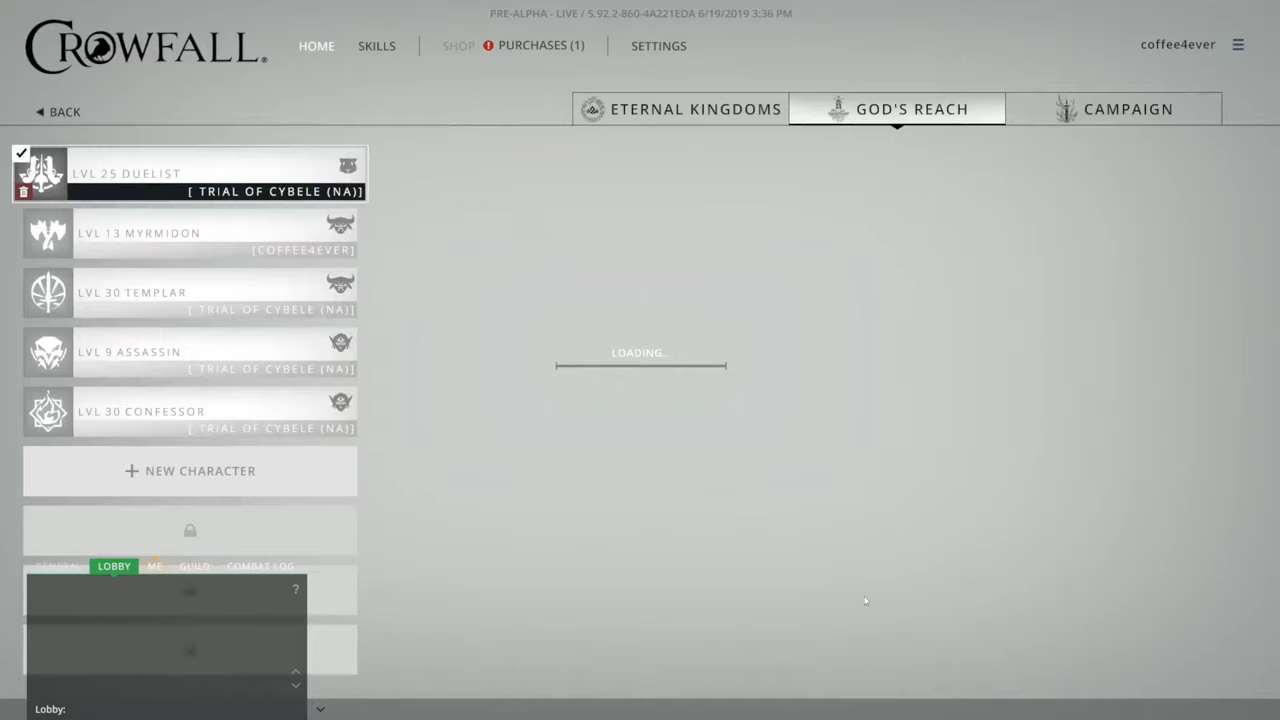 PRE-ALPHA - LIVE / 5.92.2-860-4A221EDA 6/19/2019 3:36 PM
CROWFALL®
HOME SKILLS SHOP PURCHASES (1) SETTINGS
coffee4ever
BACK
ETERNAL KINGDOMS GOD'S REACH CAMPAIGN
LVL 25 DUELIST
[ TRIAL OF CYBELE (NA)]
LVL 13 MYRMIDON
[COFFEE4EVER]
LVL 30 TEMPLAR
[ TRIAL OF CYBELE (NA)]
LVL 9 ASSASSIN
[ TRIAL OF CYBELE (NA)]
LVL 30 CONFESSOR
[ TRIAL OF CYBELE (NA)]
LOADING...
+ NEW CHARACTER
GENERAL LOBBY ME GUILD COMBAT LOG
?
Lobby: